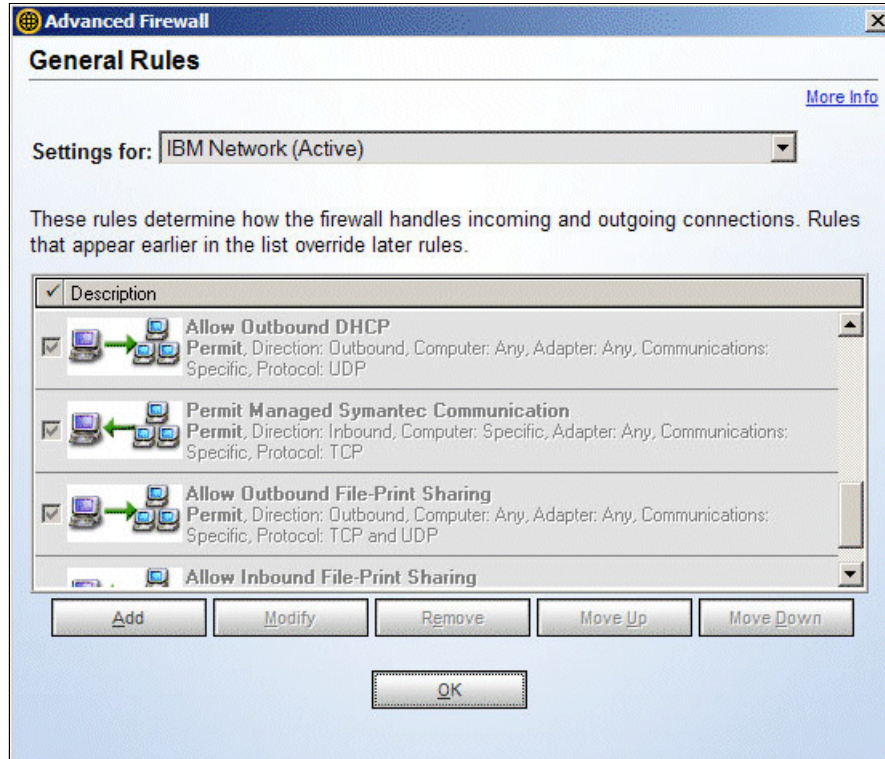 Advanced Firewall
General Rules
More Info
Settings for: IBM Network (Active)
These rules determine how the firewall handles incoming and outgoing connections. Rules
that appear earlier in the list override later rules.
Description
Allow Outbound DHCP
Permit, Direction: Outbound, Computer: Any, Adapter: Any, Communications:
Specific, Protocol: UDP
Permit Managed Symantec Communication
Permit, Direction: Inbound, Computer: Specific, Adapter: Any, Communications:
Specific, Protocol: TCP
Allow Outbound File-Print Sharing
Permit, Direction: Outbound, Computer: Any, Adapter: Any, Communications:
Specific, Protocol: TCP and UDP
Allow Inbound File-Print Sharing
Add Modify Remove Move Up Move Down
OK